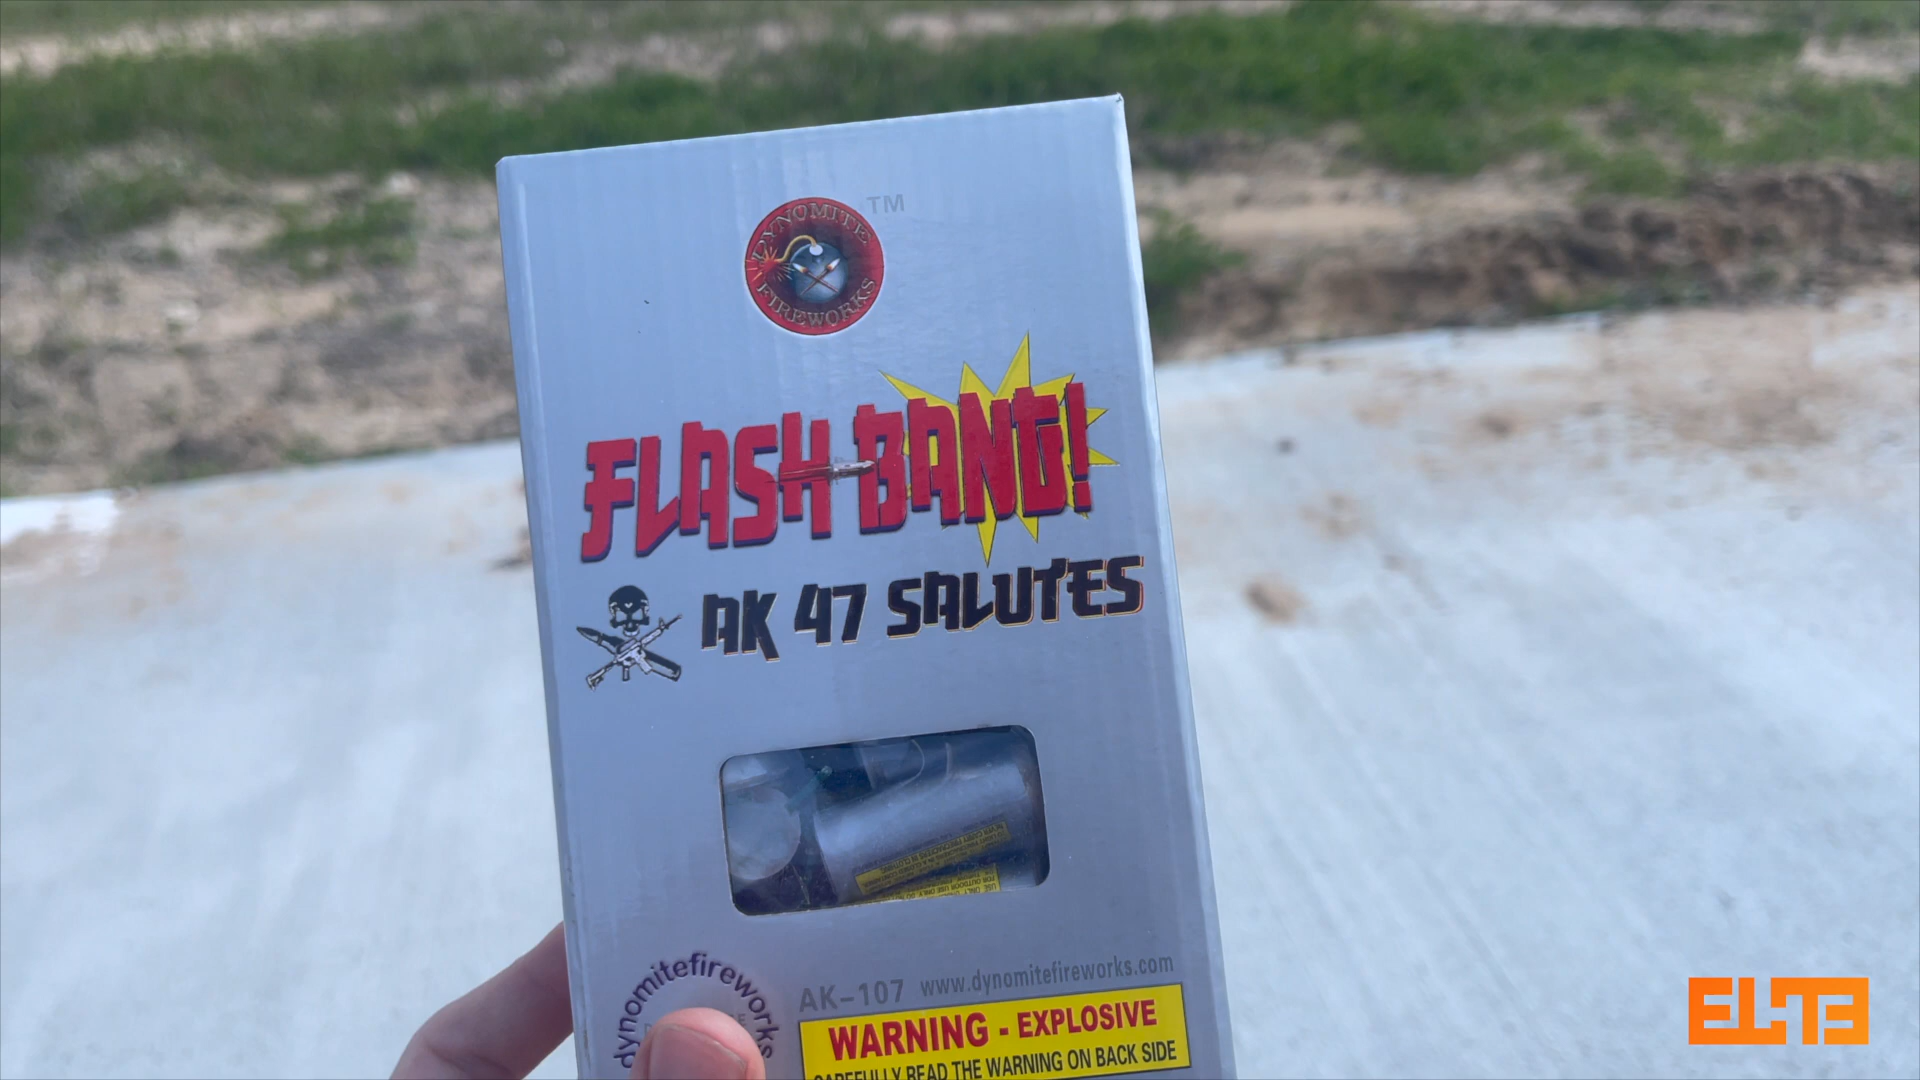 DYNOMITE
FIREWORKS
TM
FLASH-BANG!
AK 47 SALUTES
dynomitefireworks
AK-107 www.dynomitefireworks.com
WARNING - EXPLOSIVE
CAREFULLY READ THE WARNING ON BACK SIDE
ELITE